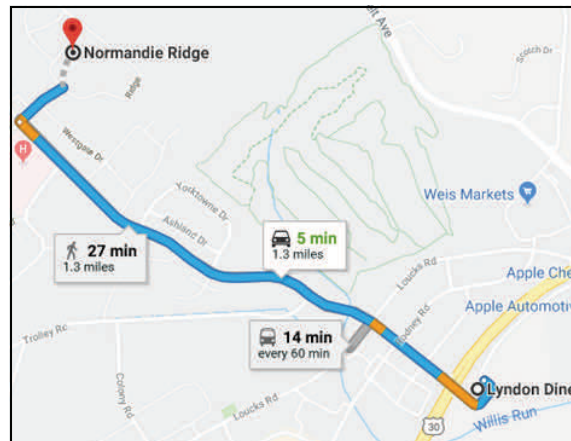 Normandie Ridge
Ave
Scotch Dr
Ridge
Westgate Dr
H
Yorktowne Dr
Weis Markets
Ashland Dr
27 min
1.3 miles
5 min
1.3 miles
Loucks Rd
Apple Che
Apple Automotiv
Rodney Rd
Trolley Rd
14 min
every 60 min
Colony Rd
Loucks Rd
Lyndon Dine
30
Willis Run